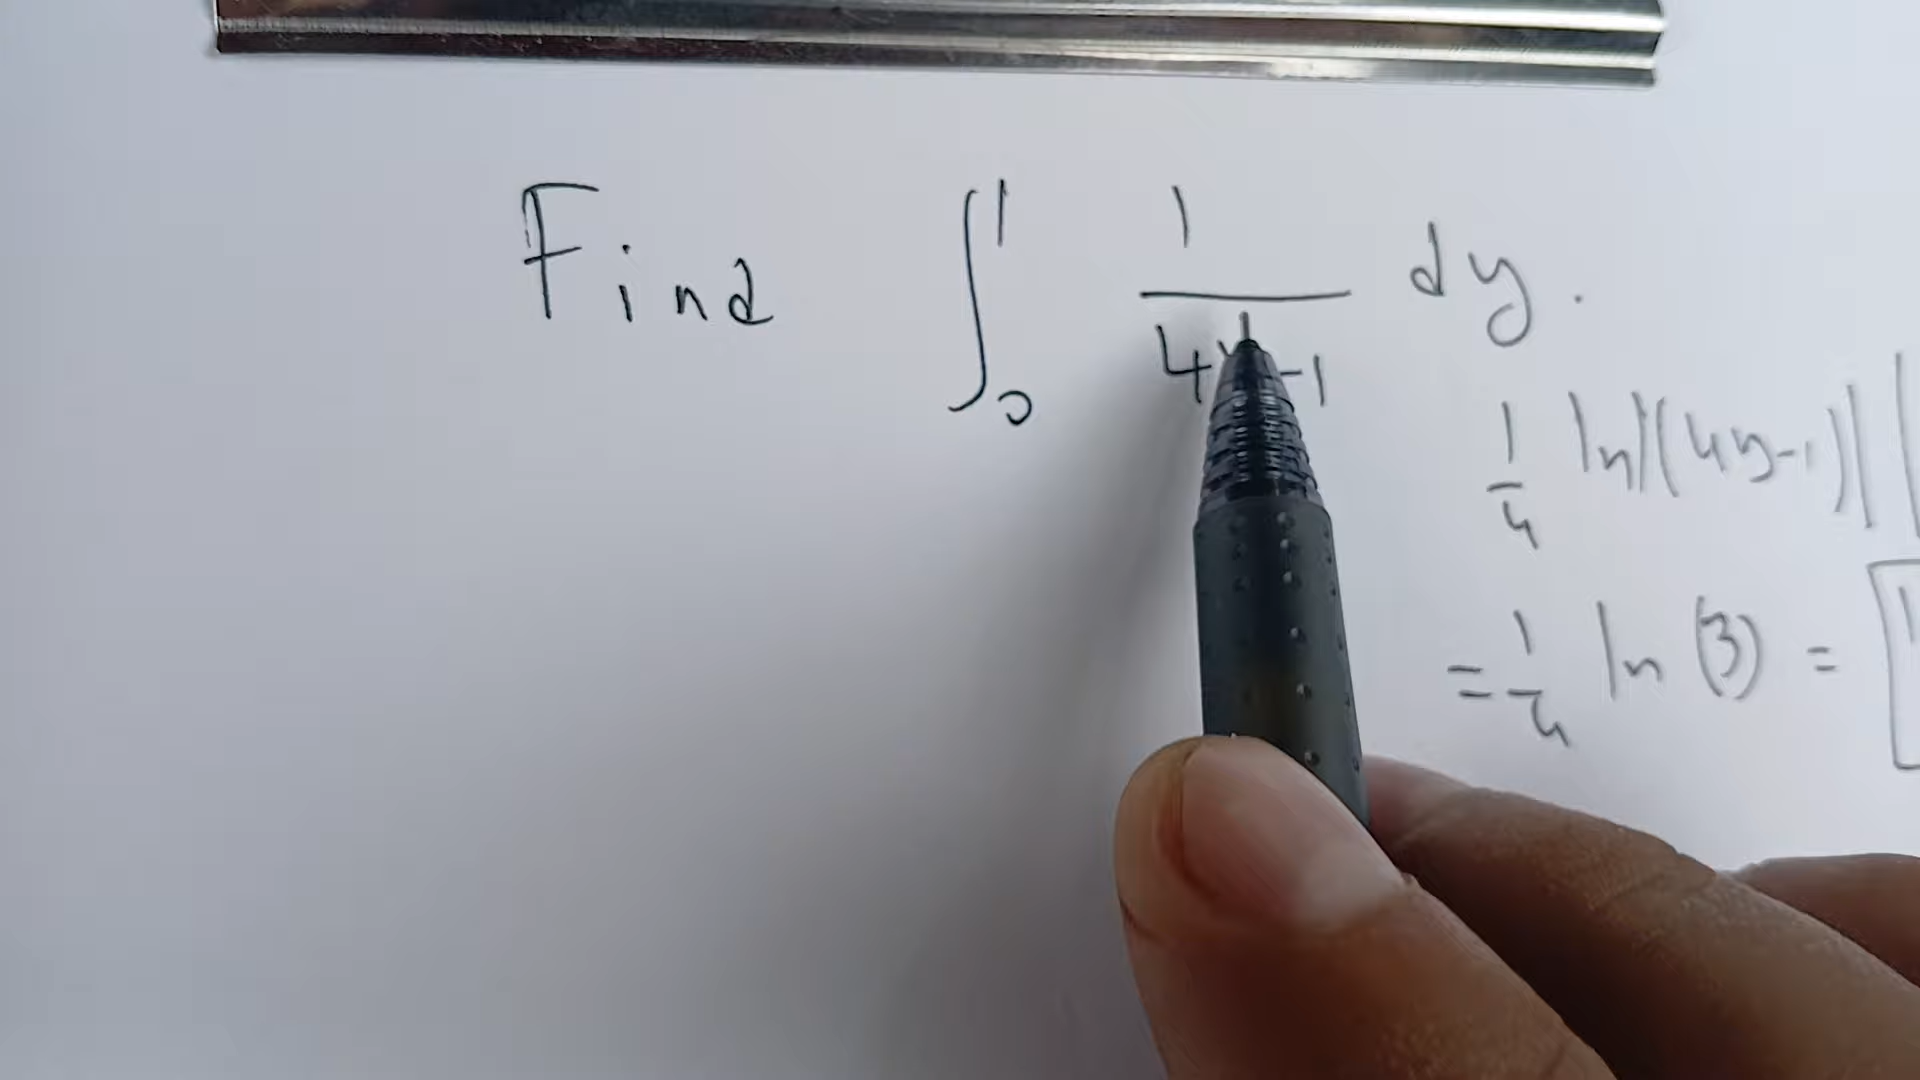 Find ∫₀¹ 1/(4y-1) dy.
1/4 ln|(4y-1)||
=1/4 ln(3) =